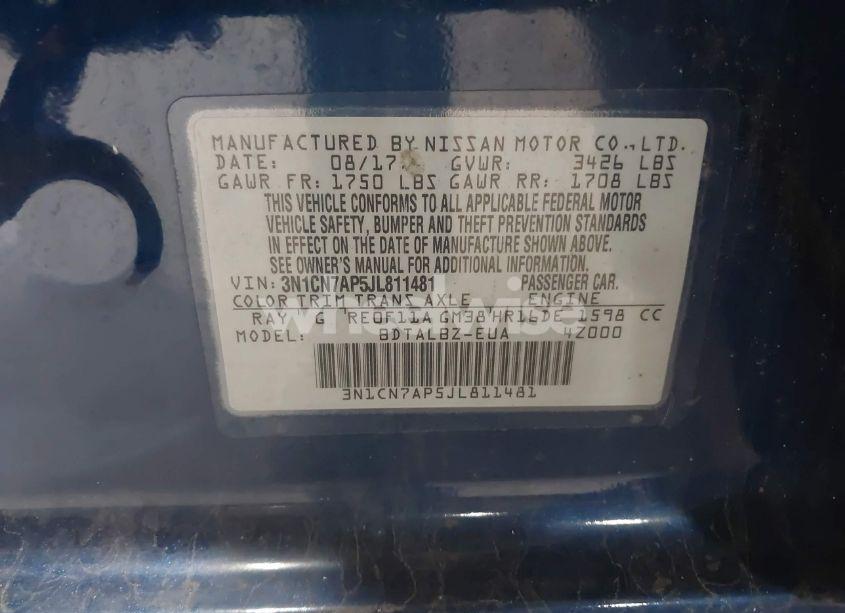 MANUFACTURED BY NISSAN MOTOR CO.,LTD.
DATE: 08/17 GVWR: 3426 LBS
GAWR FR: 1750 LBS GAWR RR: 1708 LBS
THIS VEHICLE CONFORMS TO ALL APPLICABLE FEDERAL MOTOR
VEHICLE SAFETY, BUMPER AND THEFT PREVENTION STANDARDS
IN EFFECT ON THE DATE OF MANUFACTURE SHOWN ABOVE.
SEE OWNER'S MANUAL FOR ADDITIONAL INFORMATION.
VIN: 3N1CN7AP5JL811481 PASSENGER CAR.
COLOR TRIM TRANS AXLE ENGINE
RAY G RE0F11A GM38 HR16DE 1598 CC
MODEL: BDTALBZ-EUA 4Z000
3N1CN7AP5JL811481